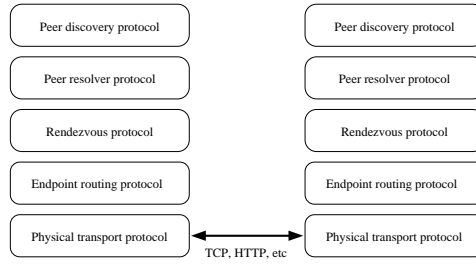 Peer discovery protocol
Peer discovery protocol
Peer resolver protocol
Peer resolver protocol
Rendezvous protocol
Rendezvous protocol
Endpoint routing protocol
Endpoint routing protocol
Physical transport protocol
Physical transport protocol
TCP, HTTP, etc